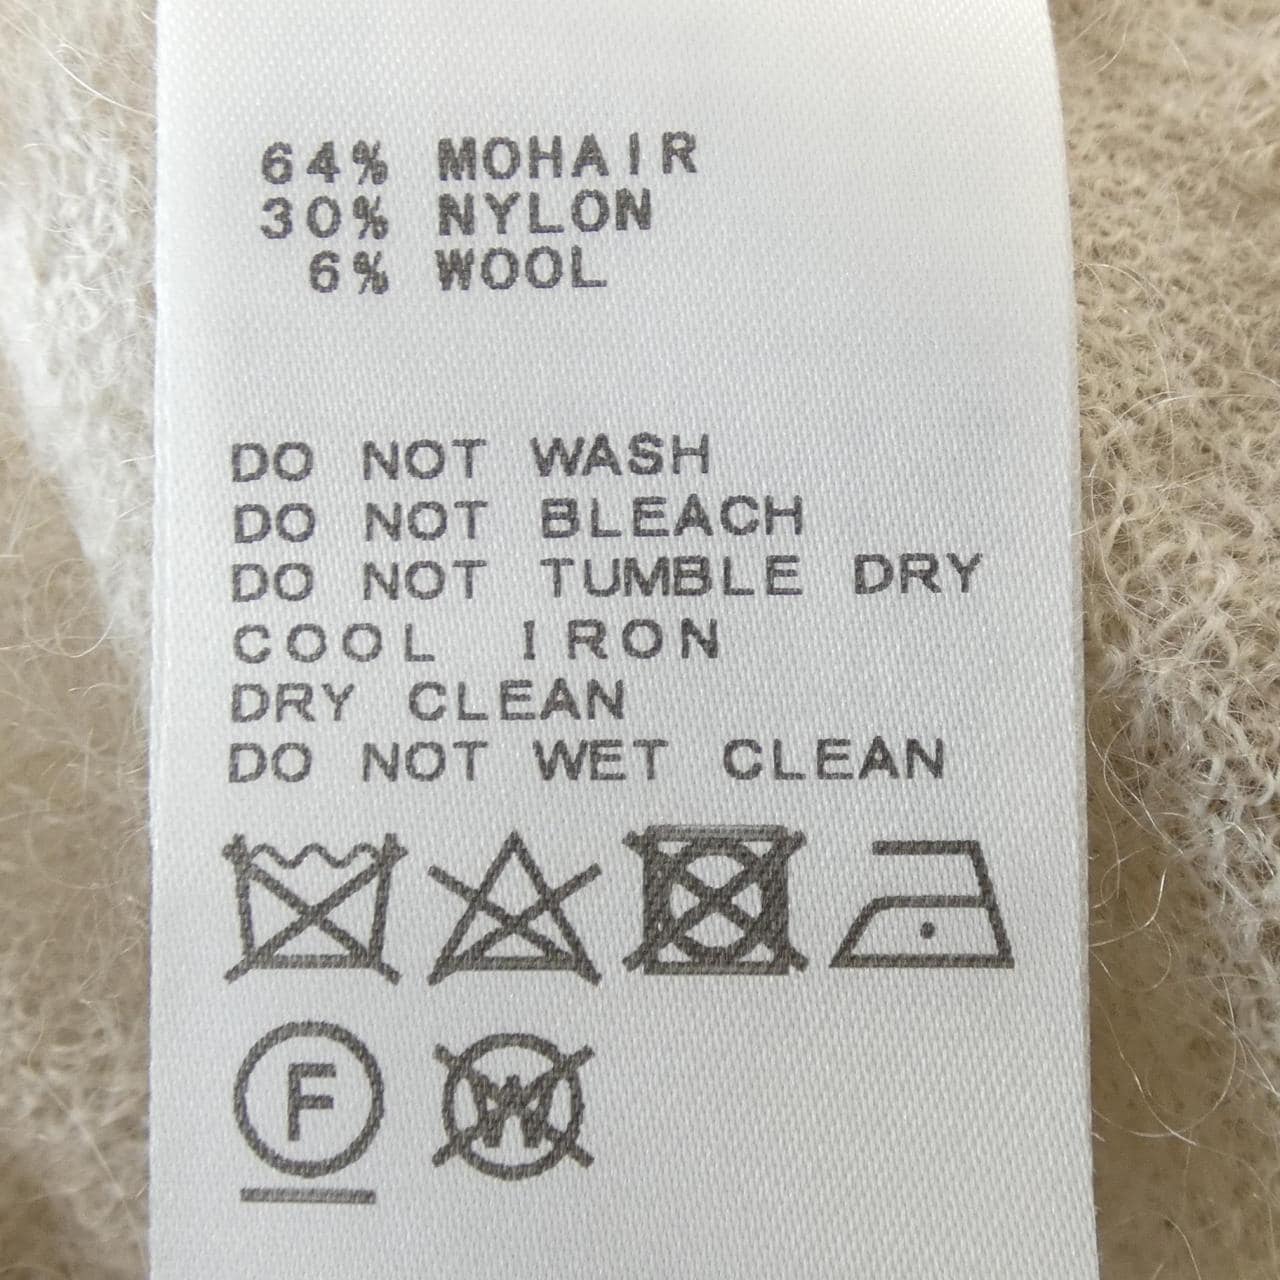 64% MOHAIR
30% NYLON
6% WOOL
DO NOT WASH
DO NOT BLEACH
DO NOT TUMBLE DRY
COOL IRON
DRY CLEAN
DO NOT WET CLEAN
F W